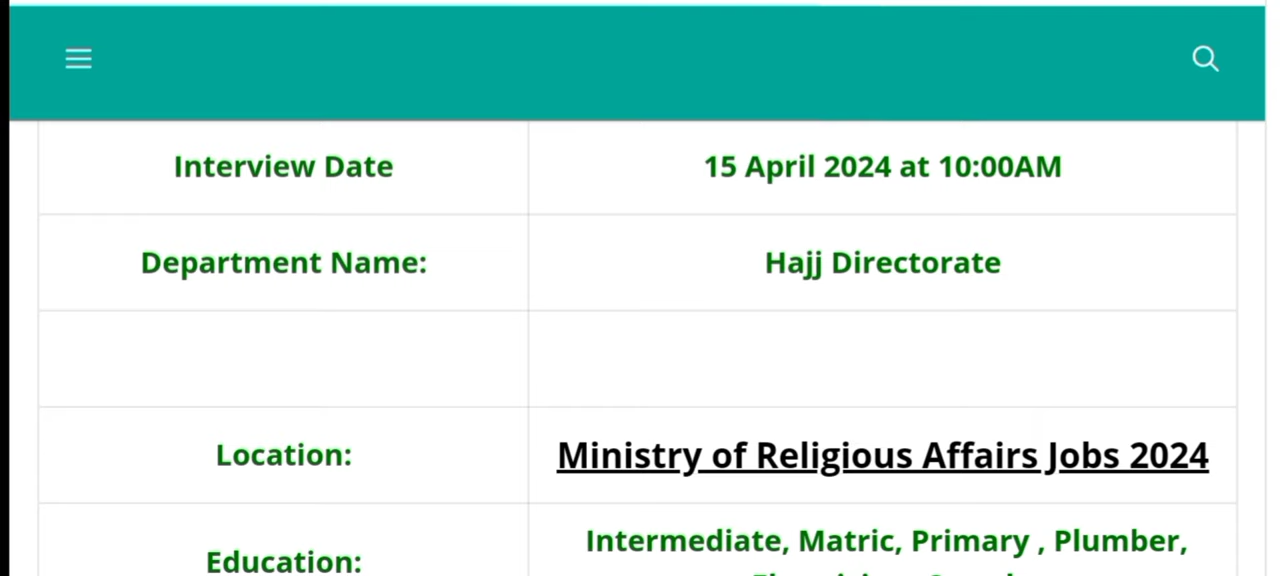 Interview Date 15 April 2024 at 10:00AM
Department Name: Hajj Directorate
Location: Ministry of Religious Affairs Jobs 2024
Education: Intermediate, Matric, Primary , Plumber,